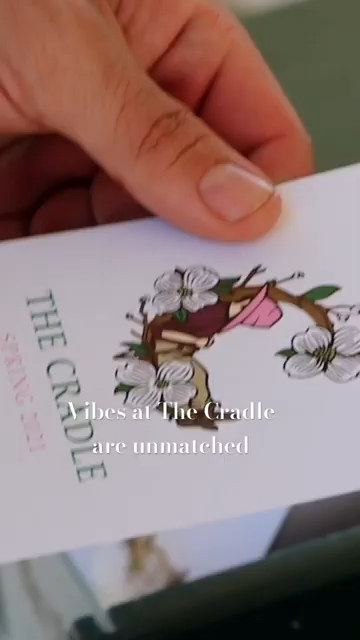 THE CRADLE
SPRING 2021
Vibes at The Cradle
are unmatched